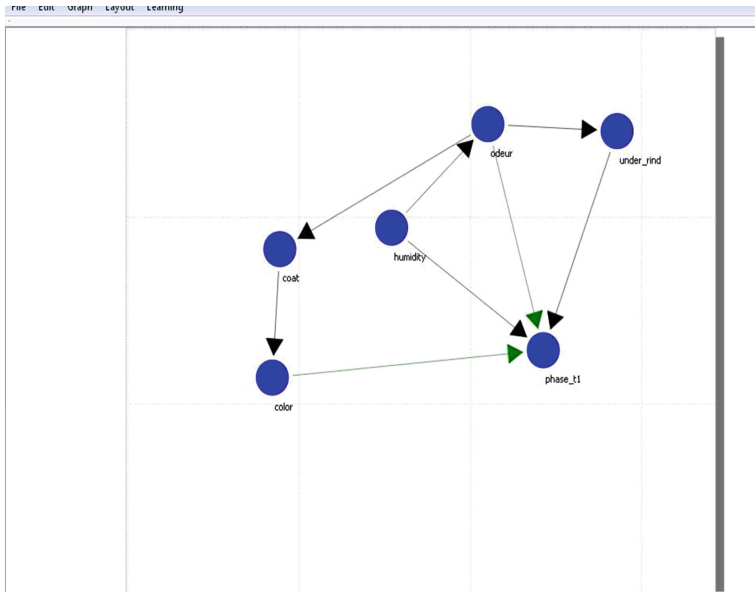 File Edit Graph Layout Learning
odeur
under_rind
humidity
coat
phase_t1
color